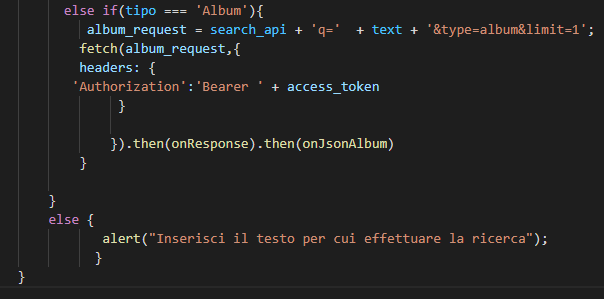 else if(tipo === 'Album'){
album_request = search_api + 'q=' + text + '&type=album&limit=1';
fetch(album_request,{
headers: {
'Authorization':'Bearer ' + access_token
}
}).then(onResponse).then(onJsonAlbum)
}
}
else {
alert("Inserisci il testo per cui effettuare la ricerca");
}
}